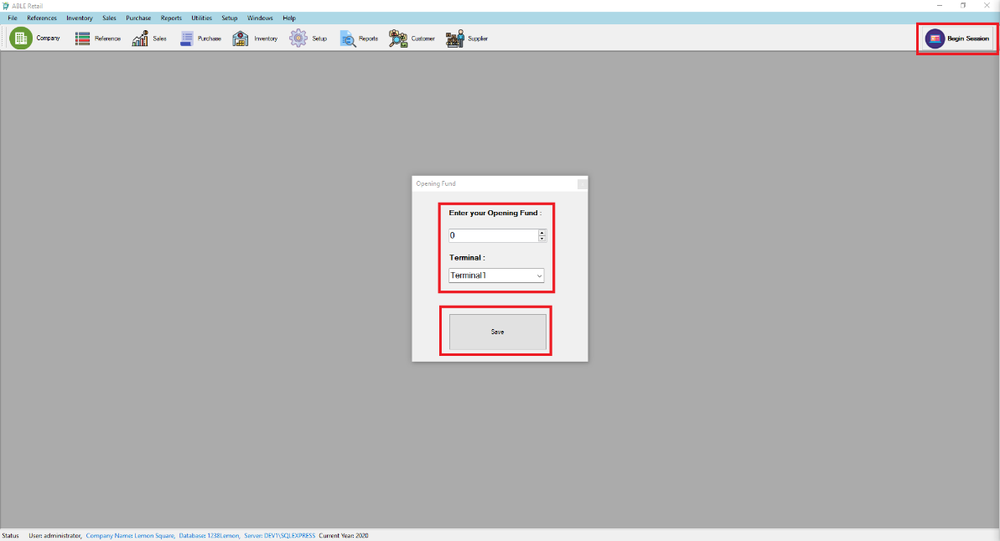 ABLE Retail
File References Inventory Sales Purchase Reports Utilities Setup Windows Help
Company Reference Sales Purchase Inventory Setup Reports Customer Supplier Begin Session
Opening Fund
Enter your Opening Fund :
0
Terminal :
Terminal1
Save
Status User: administrator, Company Name: Lemon Square, Database: 1238Lemon, Server: DEV1\SQLEXPRESS Current Year: 2020